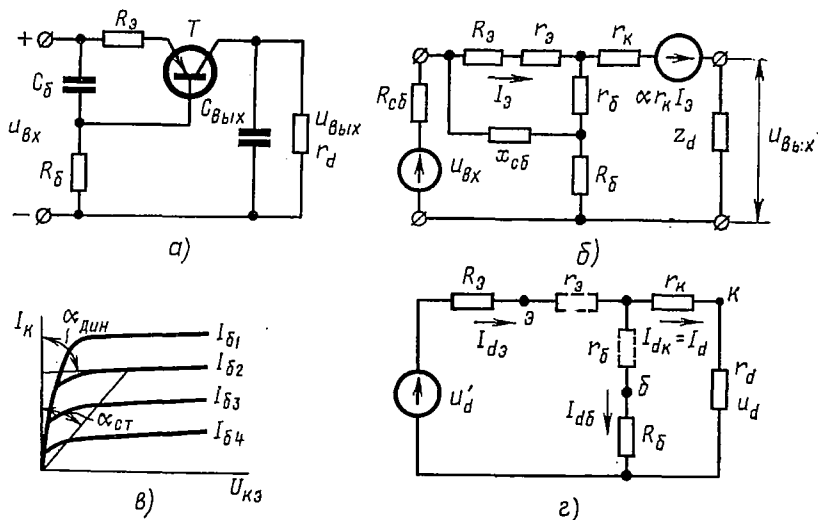 +
Rэ
T
Cб
Cвых
uвх
uвых
rd
Rб
−
а)
Rэ
rэ
rк
Iэ
αrкIэ
Rсб
rб
xсб
zd
uвых
uвх
Rб
б)
Iк
αдин
Iб1
Iб2
Iб3
αст
Iб4
Uкэ
в)
Rэ
rэ
rк
к
э
Idэ
rб
Idк=Id
rd
u'd
б
ud
Idб
Rб
г)